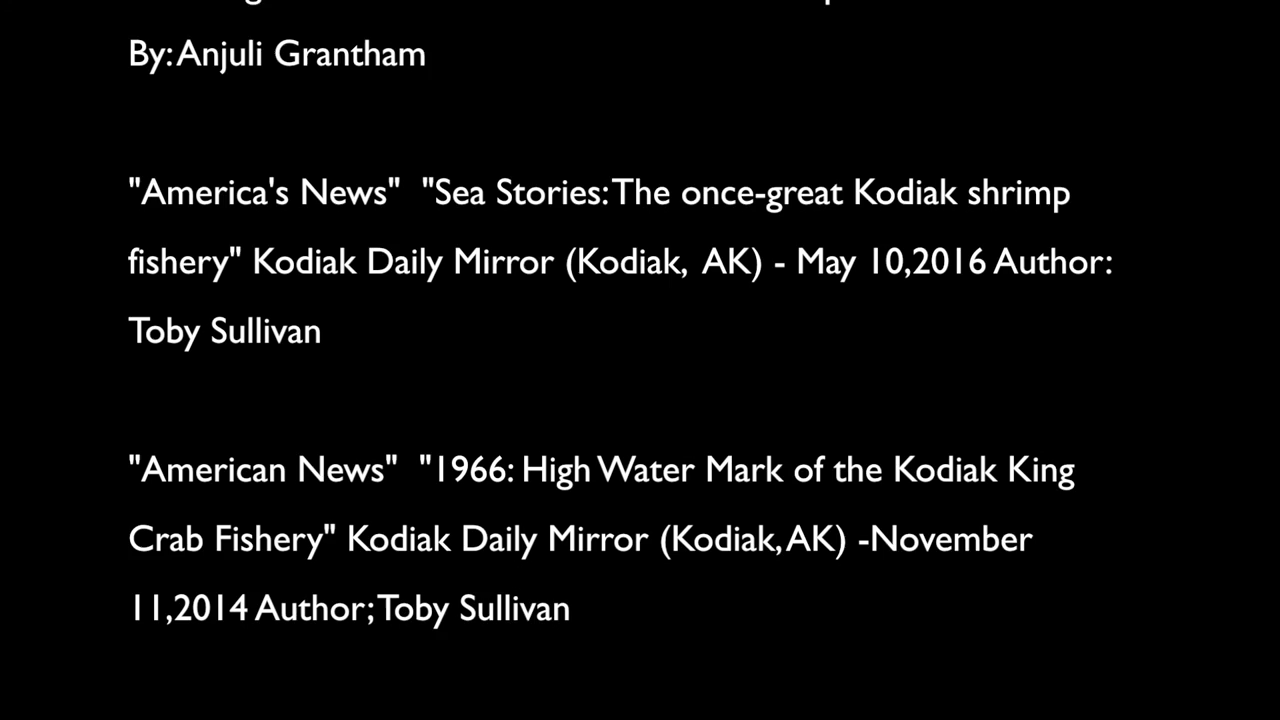 By: Anjuli Grantham
"America's News"  "Sea Stories: The once-great Kodiak shrimp
fishery" Kodiak Daily Mirror (Kodiak,  AK) - May 10,2016 Author:
Toby Sullivan
"American News"  "1966: High Water Mark of the Kodiak King
Crab Fishery" Kodiak Daily Mirror (Kodiak, AK) -November
11,2014 Author; Toby Sullivan